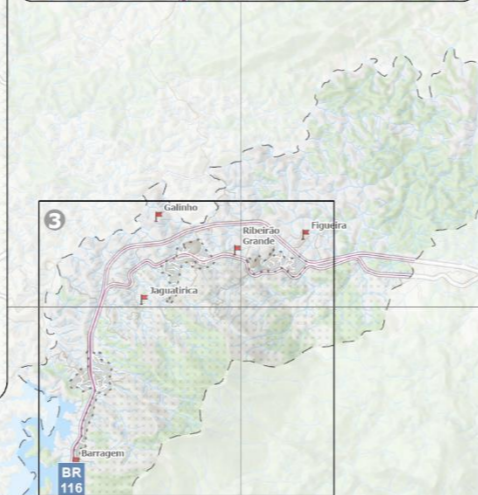 3
Galinho
Figueira
Ribeirão
Grande
Jaguatirica
Barragem
BR
116